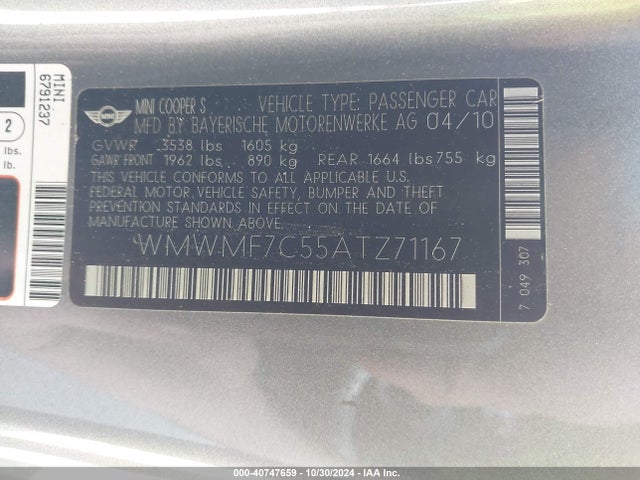 MINI
6791237
2
lbs.
lb.
MINI
MINI COOPER S VEHICLE TYPE: PASSENGER CAR
MFD BY BAYERISCHE MOTORENWERKE AG 04/10
GVWR 3538 lbs 1605 kg
GAWR FRONT 1962 lbs 890 kg REAR 1664 lbs 755 kg
THIS VEHICLE CONFORMS TO ALL APPLICABLE U.S.
FEDERAL MOTOR VEHICLE SAFETY, BUMPER AND THEFT
PREVENTION STANDARDS IN EFFECT ON THE DATE OF
MANUFACTURE SHOWN ABOVE.
WMWMF7C55ATZ71167
7 049 307
000-40747659 - 10/30/2024 - IAA Inc.